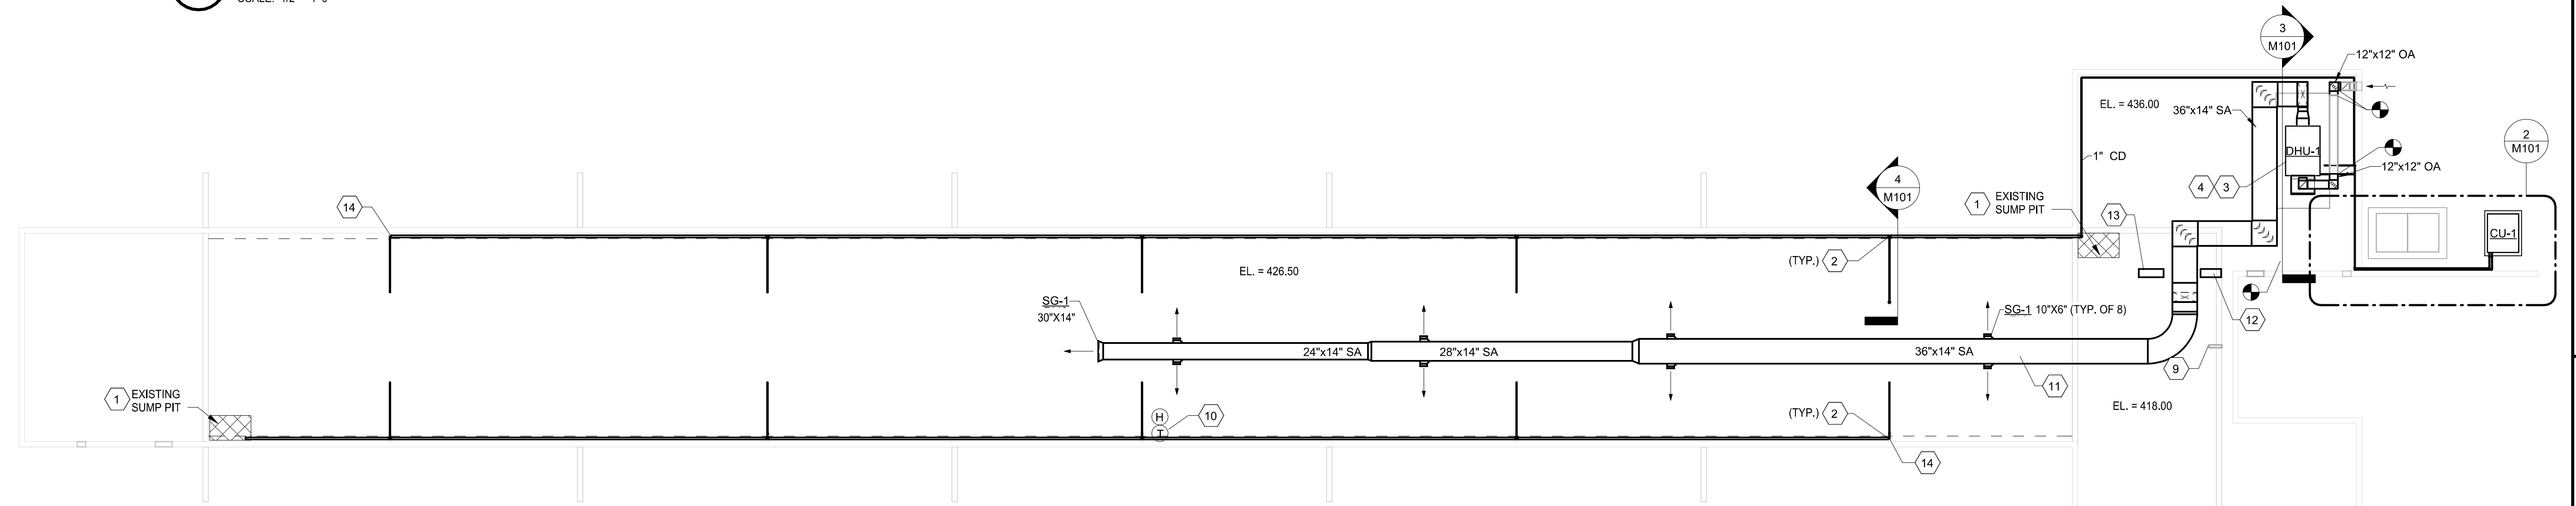 3
M101
12"x12" OA
EL. = 436.00
36"x14" SA
2
M101
DHU-1
1" CD
12"x12" OA
4
M101
4
3
1
EXISTING
SUMP PIT
14
13
CU-1
(TYP.)
2
EL. = 426.50
SG-1
30"X14"
SG-1 10"X6" (TYP. OF 8)
12
24"x14" SA
28"x14" SA
36"x14" SA
9
11
1
EXISTING
SUMP PIT
H
T
10
(TYP.)
2
EL. = 418.00
14